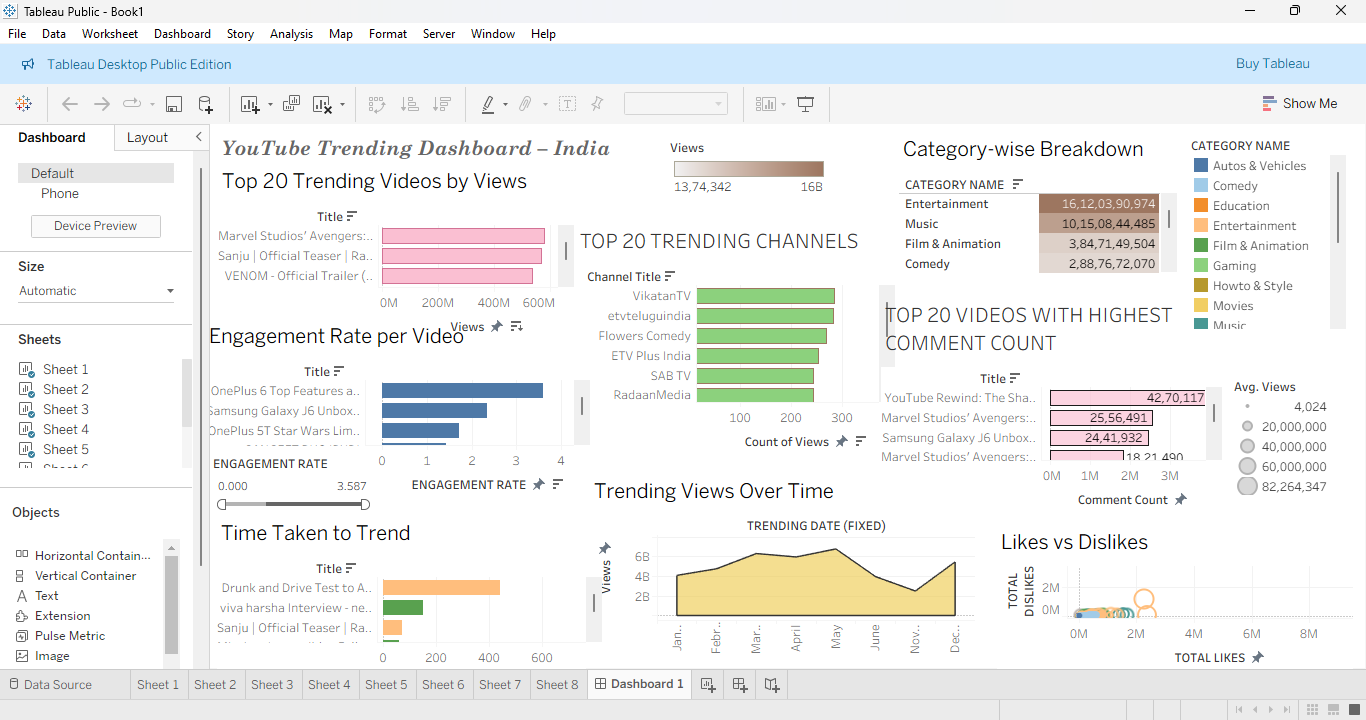 Tableau Public - Book1
File Data Worksheet Dashboard Story Analysis Map Format Server Window Help
Tableau Desktop Public Edition
Buy Tableau
Show Me
Dashboard
Layout
Default
Phone
Device Preview
Size
Automatic
Sheets
Sheet 1
Sheet 2
Sheet 3
Sheet 4
Sheet 5
Objects
Horizontal Contain...
Vertical Container
Text
Extension
Pulse Metric
Image
YouTube Trending Dashboard – India
Top 20 Trending Videos by Views
Title
Marvel Studios' Avengers:..
Sanju | Official Teaser | Ra..
VENOM - Official Trailer (..
0M 200M 400M 600M
Views
Engagement Rate per Video
Title
OnePlus 6 Top Features a..
Samsung Galaxy J6 Unbox..
OnePlus 5T Star Wars Lim..
0 1 2 3 4
ENGAGEMENT RATE
ENGAGEMENT RATE
0.000 3.587
Time Taken to Trend
Title
Drunk and Drive Test to A..
viva harsha Interview - ne..
Sanju | Official Teaser | Ra..
0 200 400 600
Views
13,74,342 16B
TOP 20 TRENDING CHANNELS
Channel Title
VikatanTV
etvteluguindia
Flowers Comedy
ETV Plus India
SAB TV
RadaanMedia
100 200 300
Count of Views
Trending Views Over Time
TRENDING DATE (FIXED)
Views
6B
4B
2B
Jan..
Febr..
Mar..
April
May
June
Nov..
Dec..
Category-wise Breakdown
CATEGORY NAME
Entertainment 16,12,03,90,974
Music 10,15,08,44,485
Film & Animation 3,84,71,49,504
Comedy 2,88,76,72,070
CATEGORY NAME
Autos & Vehicles
Comedy
Education
Entertainment
Film & Animation
Gaming
Howto & Style
Movies
Music
TOP 20 VIDEOS WITH HIGHEST
COMMENT COUNT
Title
YouTube Rewind: The Sha.. 42,70,117
Marvel Studios' Avengers:.. 25,56,491
Samsung Galaxy J6 Unbox.. 24,41,932
Marvel Studios' Avengers:.. 18,21,490
0M 1M 2M 3M
Comment Count
Avg. Views
4,024
20,000,000
40,000,000
60,000,000
82,264,347
Likes vs Dislikes
TOTAL
DISLIKES
2M
0M
0M 2M 4M 6M 8M
TOTAL LIKES
Data Source Sheet 1 Sheet 2 Sheet 3 Sheet 4 Sheet 5 Sheet 6 Sheet 7 Sheet 8 Dashboard 1